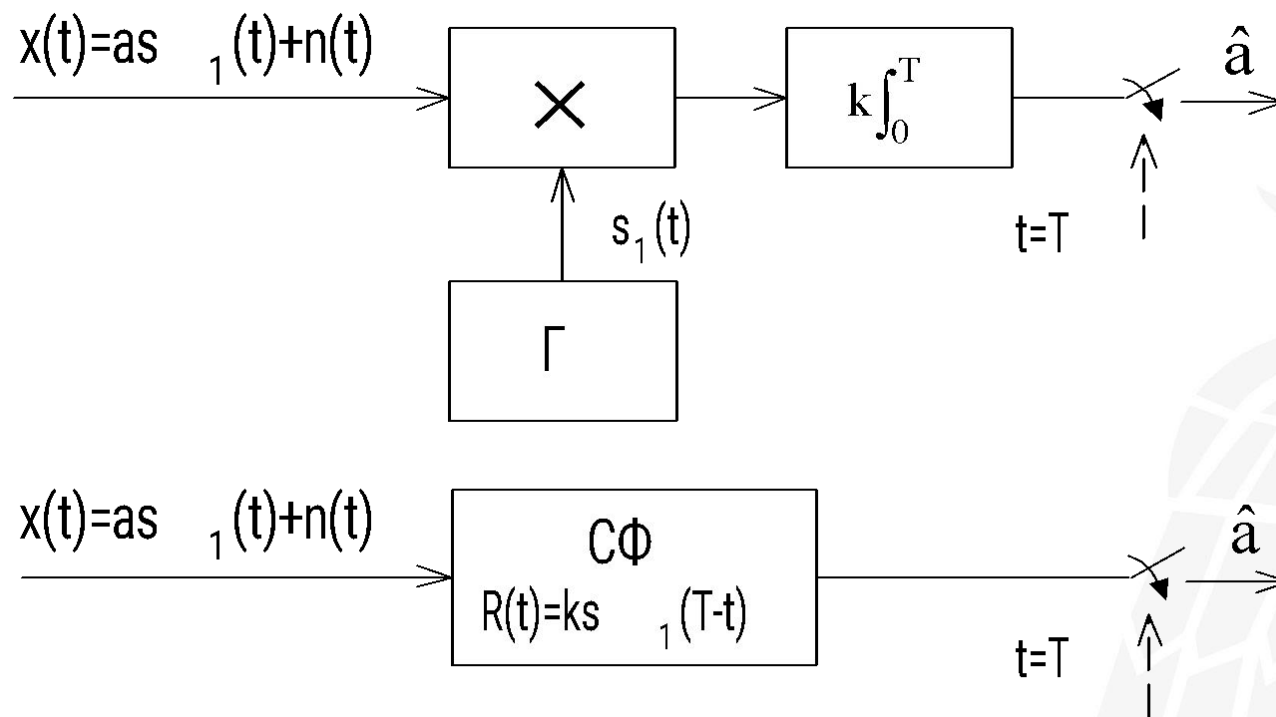 x(t)=as₁(t)+n(t)
×
k∫₀ᵀ
â
s₁(t)
t=T
Г
x(t)=as₁(t)+n(t)
СФ
R(t)=ks₁(T-t)
â
t=T